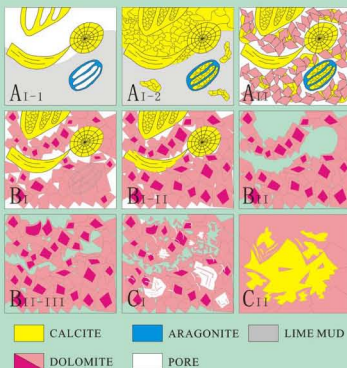 AI-1 AI-2 AII
BI BI-II BII
BII-III CI CII
CALCITE ARAGONITE LIME MUD
DOLOMITE PORE